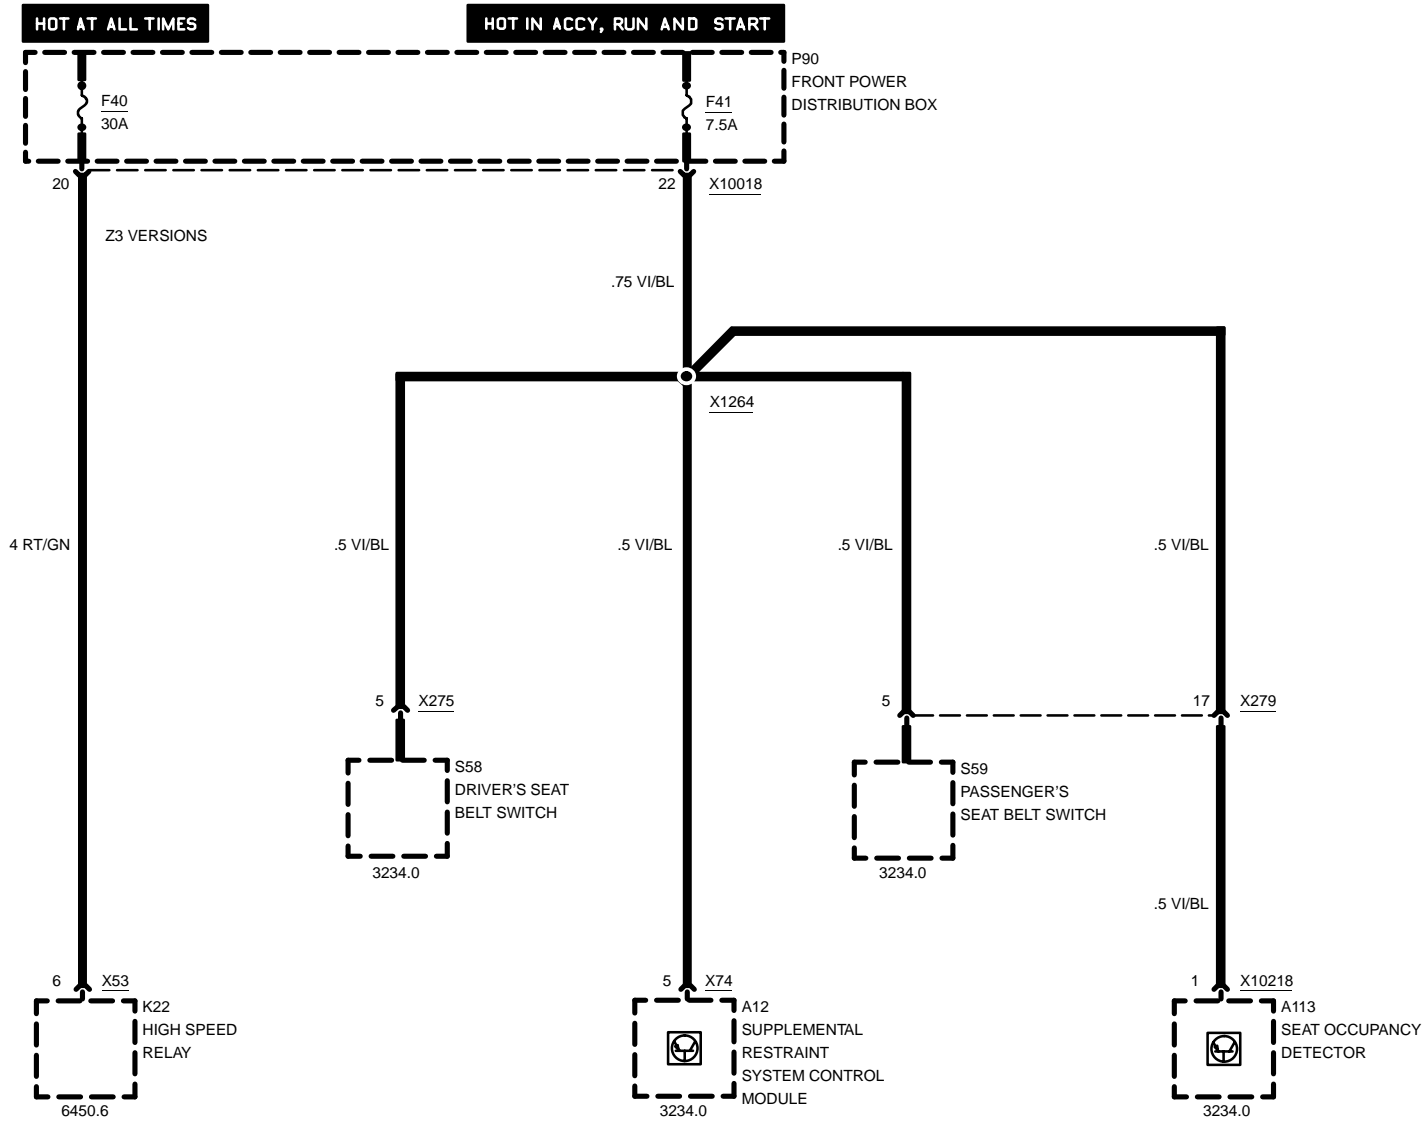 HOT AT ALL TIMES
HOT IN ACCY, RUN AND START
P90
FRONT POWER
DISTRIBUTION BOX
F40
30A
F41
7.5A
20
22
X10018
Z3 VERSIONS
.75 VI/BL
X1264
4 RT/GN
.5 VI/BL
.5 VI/BL
.5 VI/BL
.5 VI/BL
5
X275
5
17
X279
S58
DRIVER'S SEAT
BELT SWITCH
3234.0
S59
PASSENGER'S
SEAT BELT SWITCH
3234.0
.5 VI/BL
6
X53
5
X74
1
X10218
K22
HIGH SPEED
RELAY
6450.6
A12
SUPPLEMENTAL
RESTRAINT
SYSTEM CONTROL
MODULE
3234.0
A113
SEAT OCCUPANCY
DETECTOR
3234.0